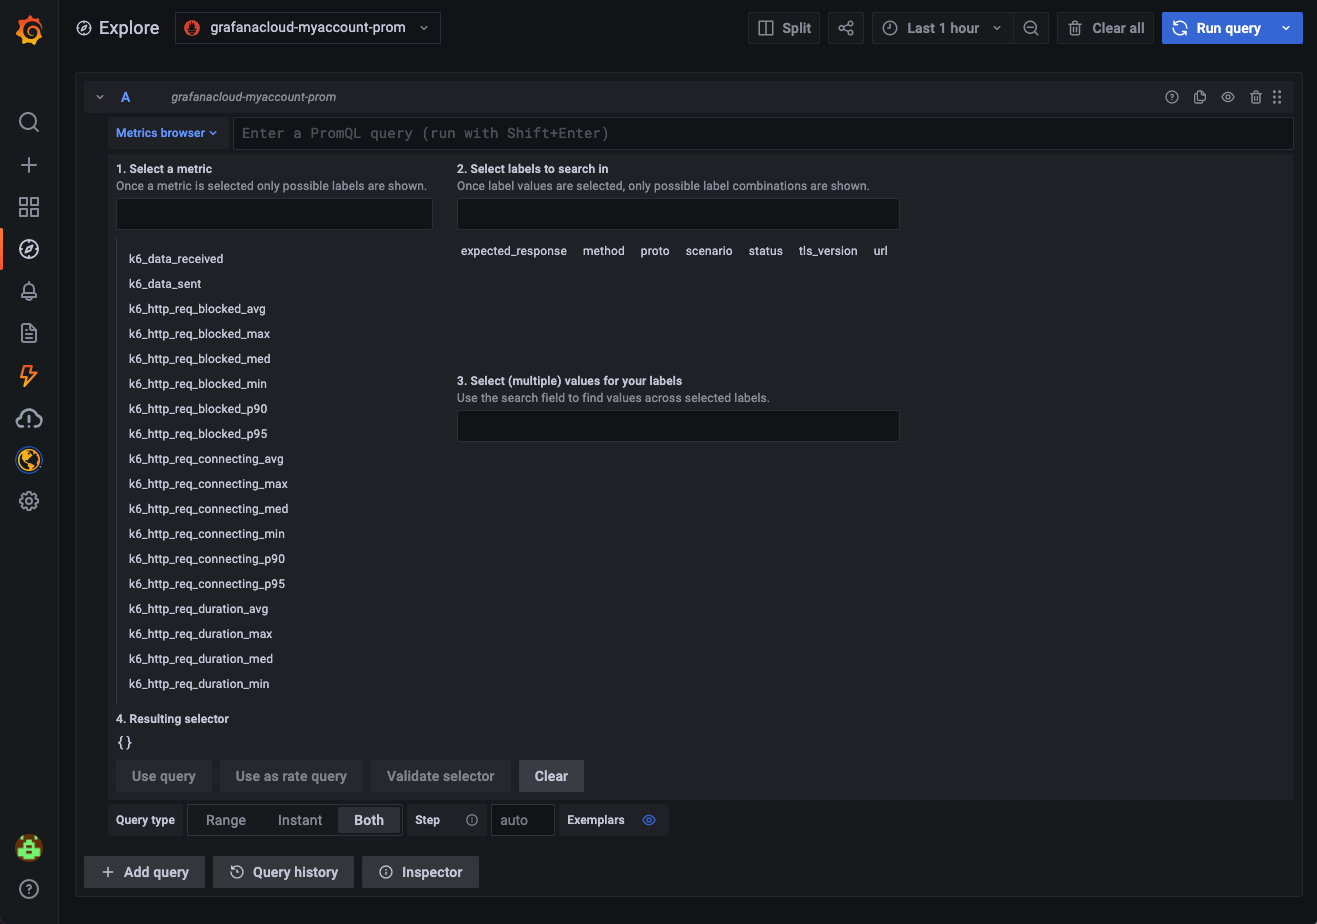 Explore
grafanacloud-myaccount-prom
Split
Last 1 hour
Clear all
Run query
A
grafanacloud-myaccount-prom
Metrics browser
Enter a PromQL query (run with Shift+Enter)
1. Select a metric
Once a metric is selected only possible labels are shown.
2. Select labels to search in
Once label values are selected, only possible label combinations are shown.
expected_response method proto scenario status tls_version url
k6_data_received
k6_data_sent
k6_http_req_blocked_avg
k6_http_req_blocked_max
k6_http_req_blocked_med
k6_http_req_blocked_min
k6_http_req_blocked_p90
k6_http_req_blocked_p95
k6_http_req_connecting_avg
k6_http_req_connecting_max
k6_http_req_connecting_med
k6_http_req_connecting_min
k6_http_req_connecting_p90
k6_http_req_connecting_p95
k6_http_req_duration_avg
k6_http_req_duration_max
k6_http_req_duration_med
k6_http_req_duration_min
3. Select (multiple) values for your labels
Use the search field to find values across selected labels.
4. Resulting selector
{}
Use query
Use as rate query
Validate selector
Clear
Query type
Range
Instant
Both
Step
auto
Exemplars
+ Add query
Query history
Inspector